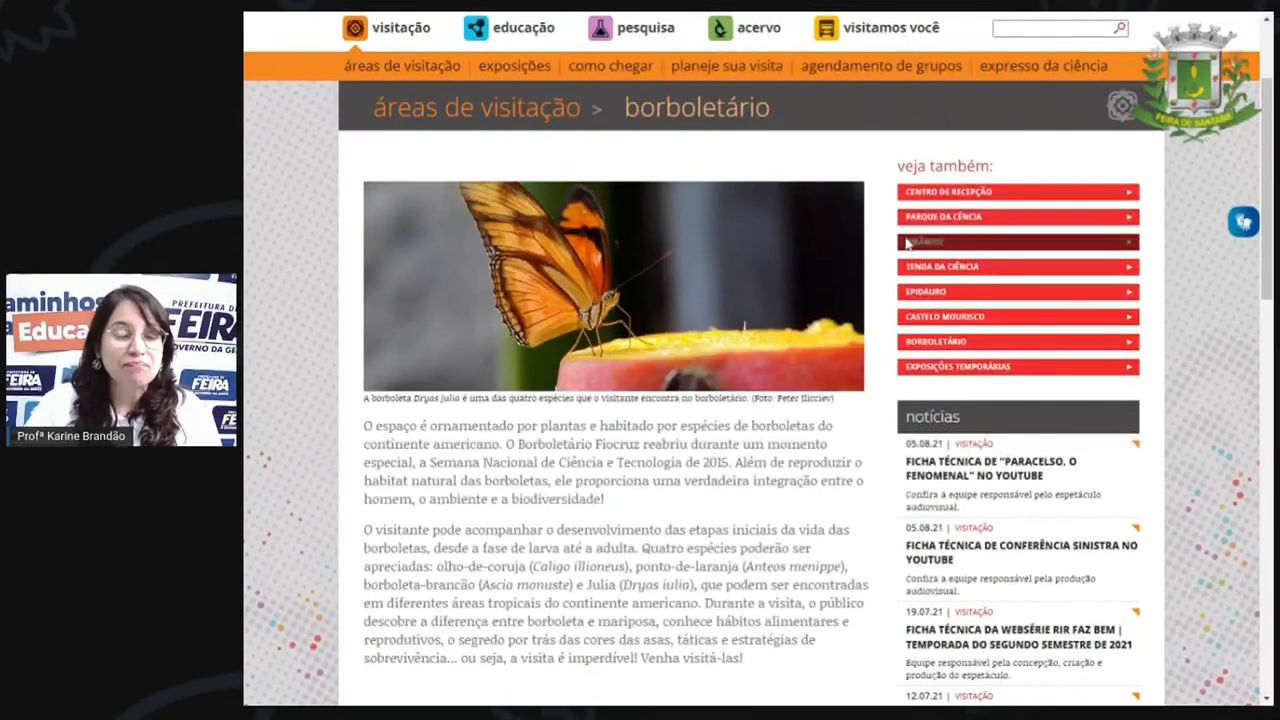 visitação
educação
pesquisa
acervo
visitamos você
áreas de visitação | exposições | como chegar | planeje sua visita | agendamento de grupos | expresso da ciência
áreas de visitação > borboletário
FEIRA DE SANTANA
veja também:
CENTRO DE RECEPÇÃO
PARQUE DA CIÊNCIA
TENDA DA CIÊNCIA
EPIDAURO
CASTELO MOURISCO
BORBOLETÁRIO
EXPOSIÇÕES TEMPORÁRIAS
A borboleta Dryas julia é uma das quatro espécies que o visitante encontra no borboletário. (Foto: Peter Ilicciev)
O espaço é ornamentado por plantas e habitado por espécies de borboletas do
continente americano. O Borboletário Fiocruz reabriu durante um momento
especial, a Semana Nacional de Ciência e Tecnologia de 2015. Além de reproduzir o
habitat natural das borboletas, ele proporciona uma verdadeira integração entre o
homem, o ambiente e a biodiversidade!
O visitante pode acompanhar o desenvolvimento das etapas iniciais da vida das
borboletas, desde a fase de larva até a adulta. Quatro espécies poderão ser
apreciadas: olho-de-coruja (Caligo illioneus), ponto-de-laranja (Anteos menippe),
borboleta-brancão (Ascia monuste) e Julia (Dryas iulia), que podem ser encontradas
em diferentes áreas tropicais do continente americano. Durante a visita, o público
descobre a diferença entre borboleta e mariposa, conhece hábitos alimentares e
reprodutivos, o segredo por trás das cores das asas, táticas e estratégias de
sobrevivência... ou seja, a visita é imperdível! Venha visitá-las!
notícias
05.08.21 | VISITAÇÃO
FICHA TÉCNICA DE "PARACELSO, O
FENOMENAL" NO YOUTUBE
Confira a equipe responsável pelo espetáculo
audiovisual.
05.08.21 | VISITAÇÃO
FICHA TÉCNICA DE CONFERÊNCIA SINISTRA NO
YOUTUBE
Confira a equipe responsável pela produção
audiovisual.
19.07.21 | VISITAÇÃO
FICHA TÉCNICA DA WEBSÉRIE RIR FAZ BEM |
TEMPORADA DO SEGUNDO SEMESTRE DE 2021
Equipe responsável pela concepção, criação e
produção do espetáculo.
12.07.21 | VISITAÇÃO
aminhos
Educa
PREFEITURA DE
FEIRA
OVERNO DA GE
FEIRA
FEIRA
Profª Karine Brandão